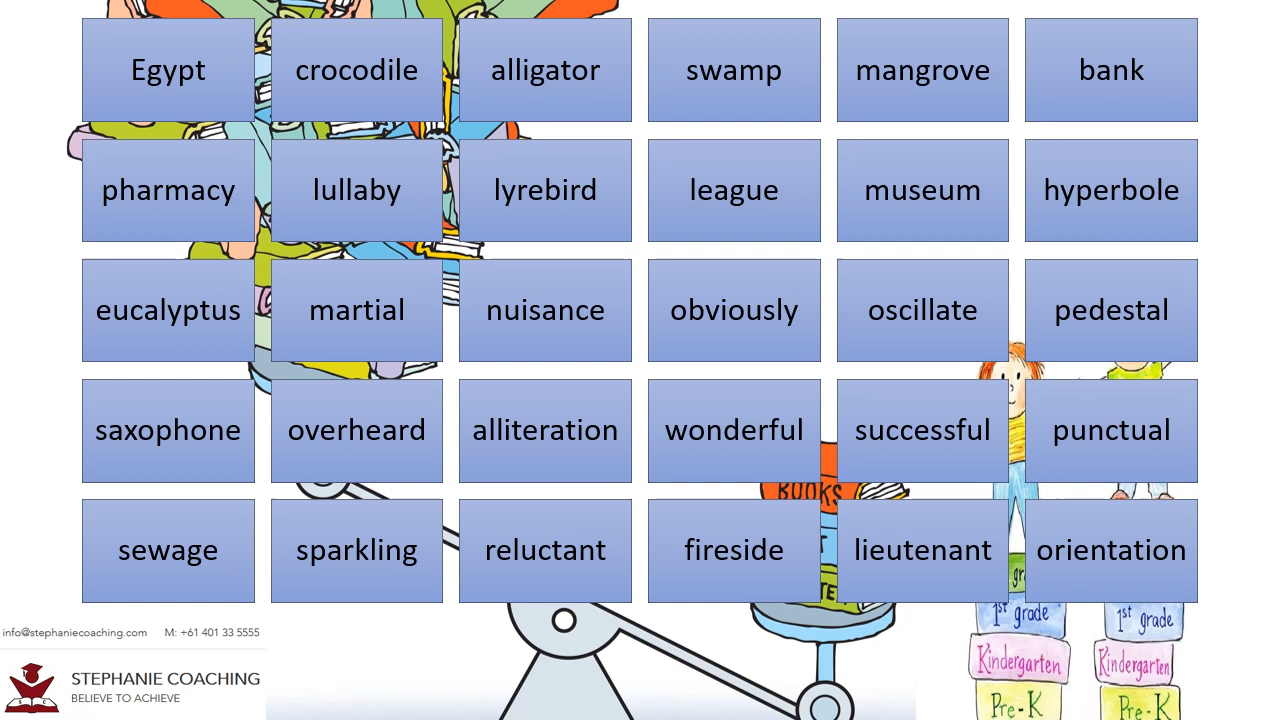 Egypt crocodile alligator swamp mangrove bank
pharmacy lullaby lyrebird league museum hyperbole
eucalyptus martial nuisance obviously oscillate pedestal
saxophone overheard alliteration wonderful successful punctual
BOOKS
sewage sparkling reluctant fireside lieutenant orientation
1st grade 1st grade
info@stephaniecoaching.com M: +61 401 33 5555
Kindergarten Kindergarten
STEPHANIE COACHING
BELIEVE TO ACHIEVE
Pre-K Pre-K